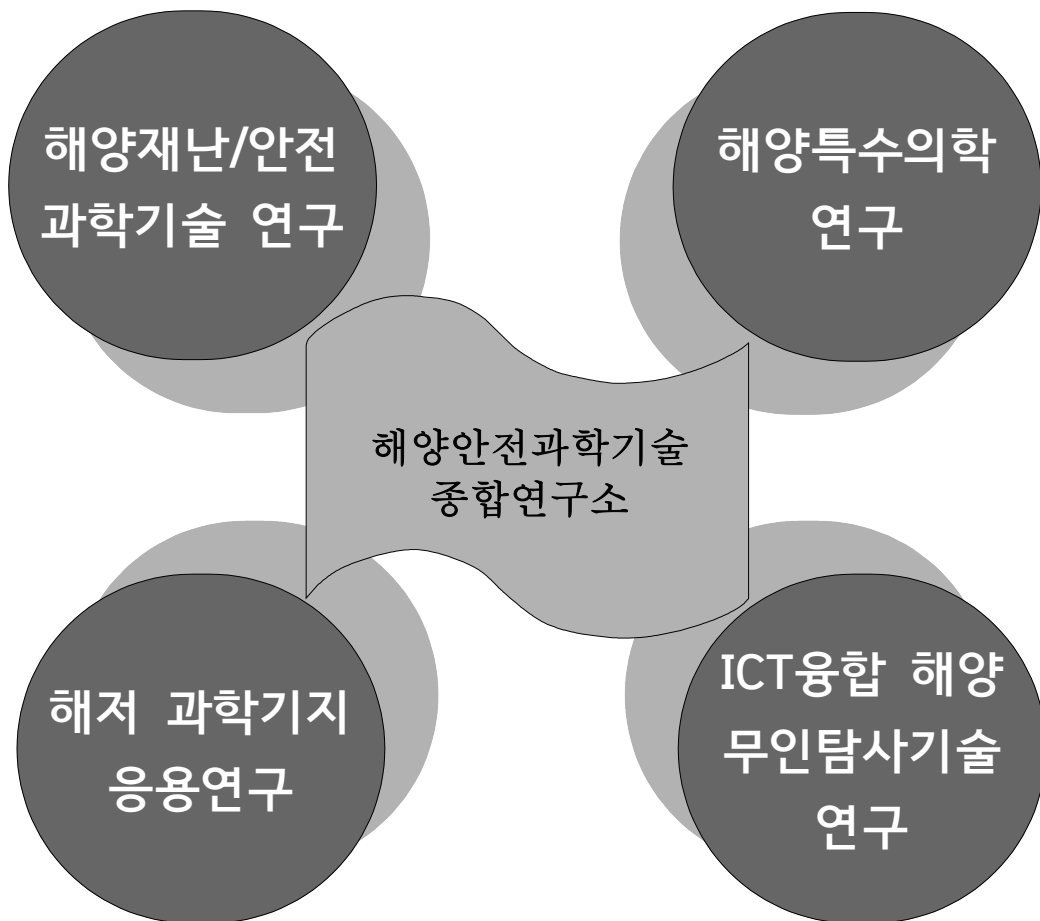 해양재난/안전
과학기술 연구
해양특수의학
연구
해양안전과학기술
종합연구소
해저 과학기지
응용연구
ICT융합 해양
무인탐사기술
연구